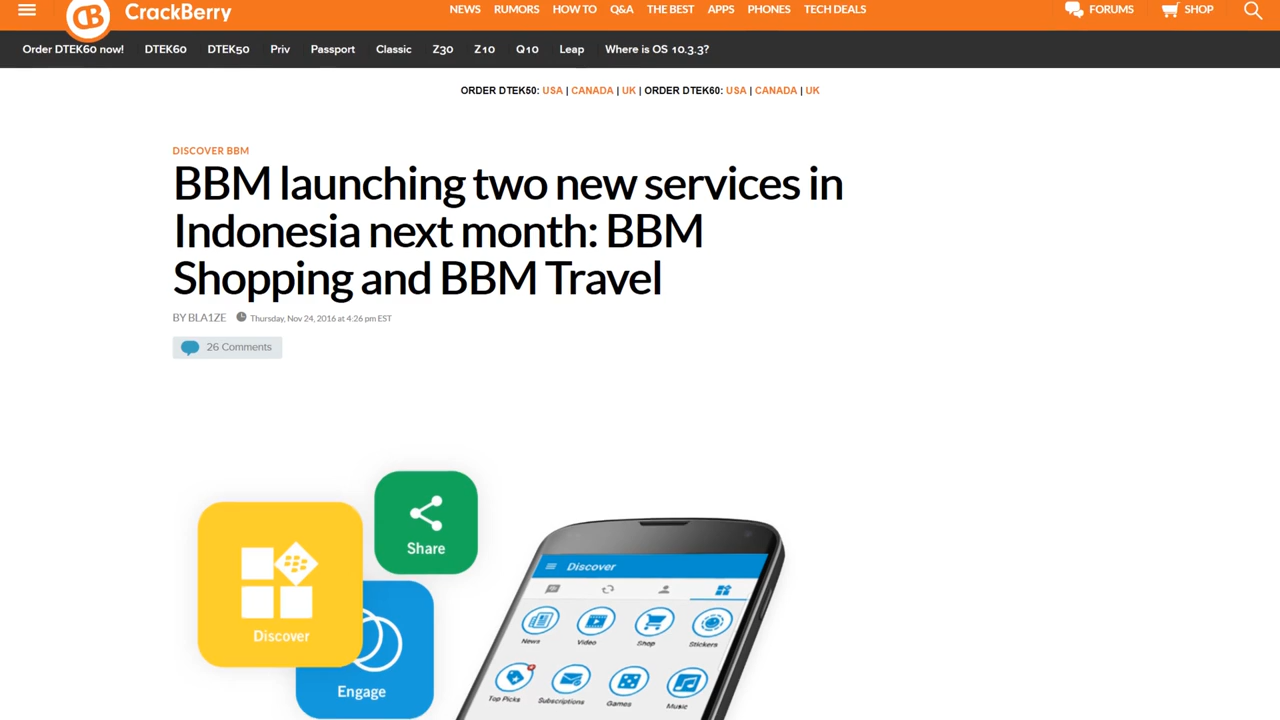 CB CrackBerry NEWS RUMORS HOW TO Q&A THE BEST APPS PHONES TECH DEALS FORUMS SHOP
Order DTEK60 now! DTEK60 DTEK50 Priv Passport Classic Z30 Z10 Q10 Leap Where is OS 10.3.3?
ORDER DTEK50: USA | CANADA | UK | ORDER DTEK60: USA | CANADA | UK
DISCOVER BBM
BBM launching two new services in
Indonesia next month: BBM
Shopping and BBM Travel
BY BLA1ZE Thursday, Nov 24, 2016 at 4:26 pm EST
26 Comments
Share
Discover
Engage
Discover
News Video Shop Stickers
Top Picks Subscriptions Games Music